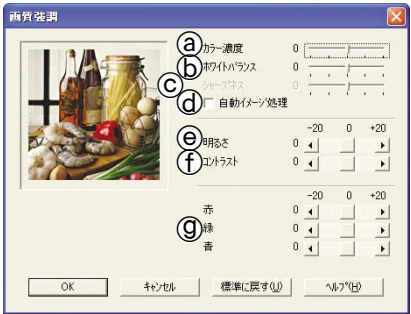 画質強調
ⓐ カラー濃度 0
ⓑ ホワイトバランス 0
ⓒ シャープネス 0
ⓓ 自動イメージ処理
-20 0 +20
ⓔ 明るさ 0
ⓕ コントラスト 0
-20 0 +20
赤 0
ⓖ 緑 0
青 0
OK キャンセル 標準に戻す(U) ヘルプ(H)